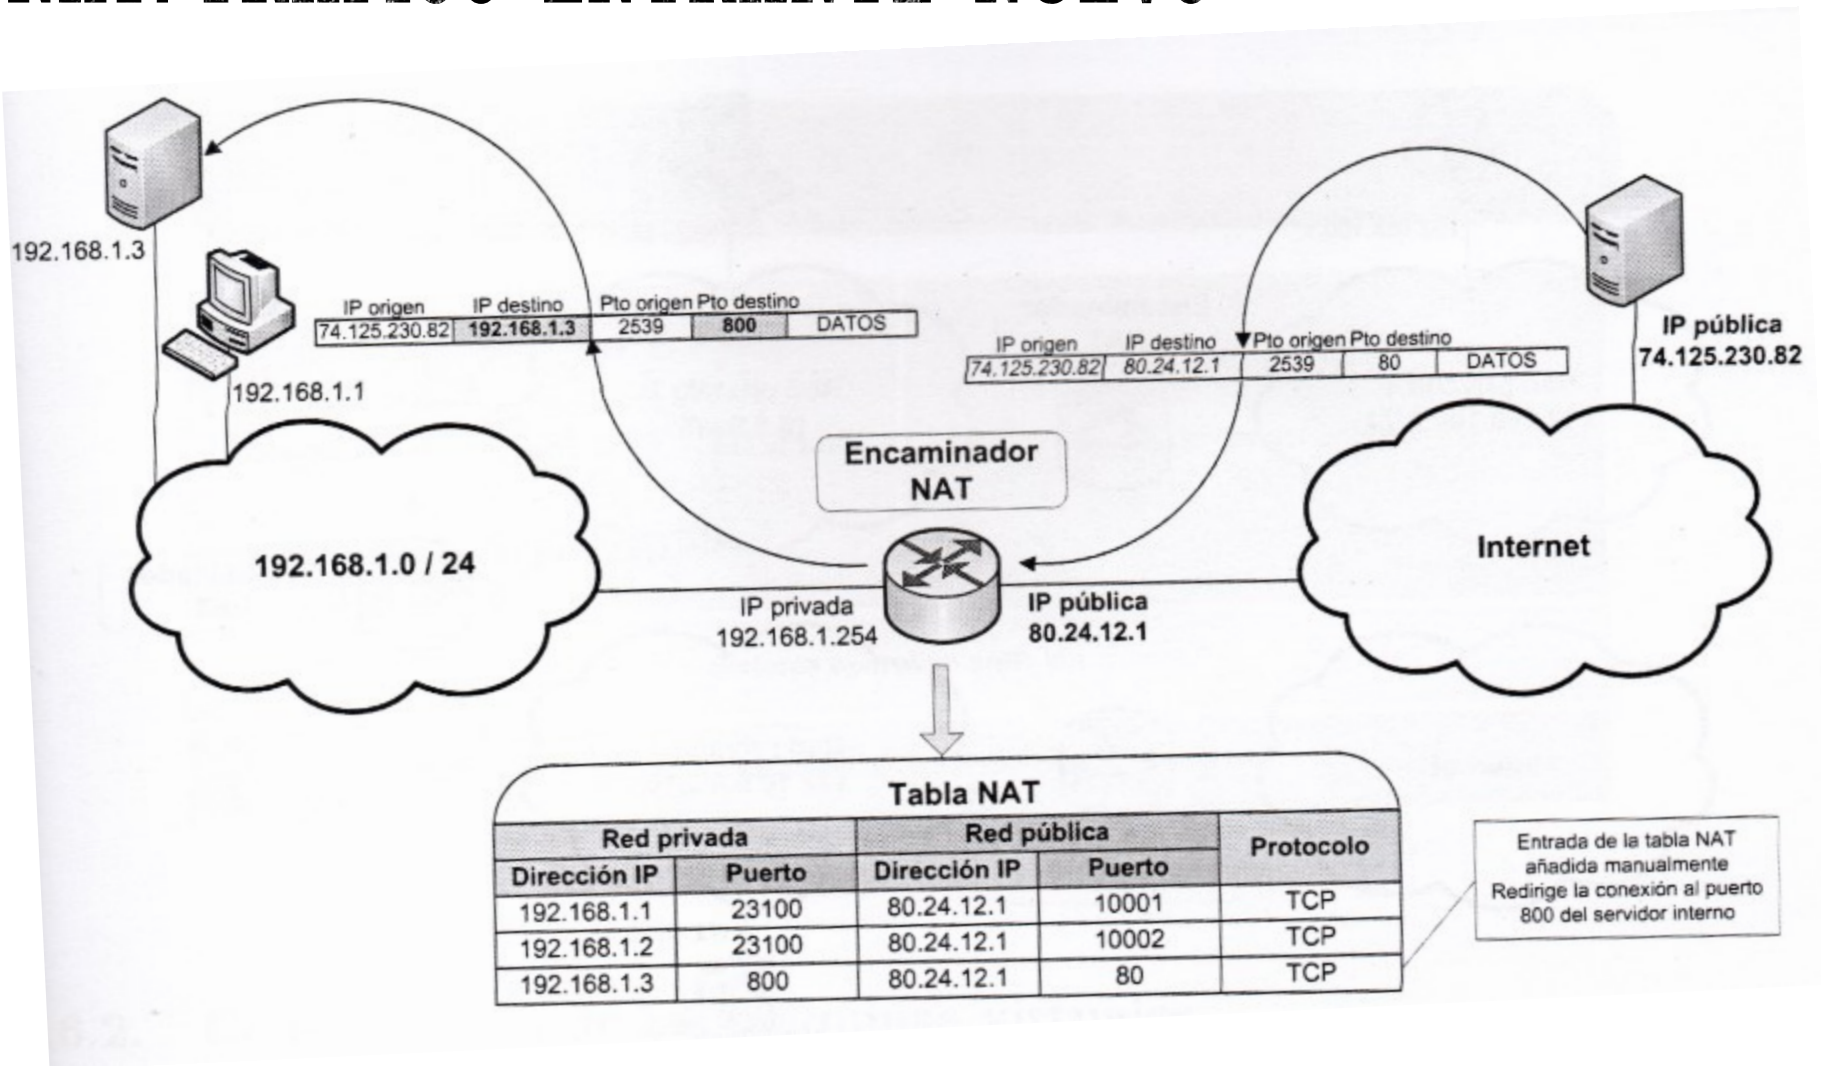 192.168.1.3
192.168.1.1
IP origen IP destino Pto origen Pto destino
74.125.230.82 192.168.1.3 2539 800 DATOS
IP origen IP destino Pto origen Pto destino
74.125.230.82 80.24.12.1 2539 80 DATOS
IP pública
74.125.230.82
Encaminador
NAT
192.168.1.0 / 24
Internet
IP privada
192.168.1.254
IP pública
80.24.12.1
Tabla NAT
Red privada Red pública Protocolo
Dirección IP Puerto Dirección IP Puerto
192.168.1.1 23100 80.24.12.1 10001 TCP
192.168.1.2 23100 80.24.12.1 10002 TCP
192.168.1.3 800 80.24.12.1 80 TCP
Entrada de la tabla NAT
añadida manualmente
Redirige la conexión al puerto
800 del servidor interno